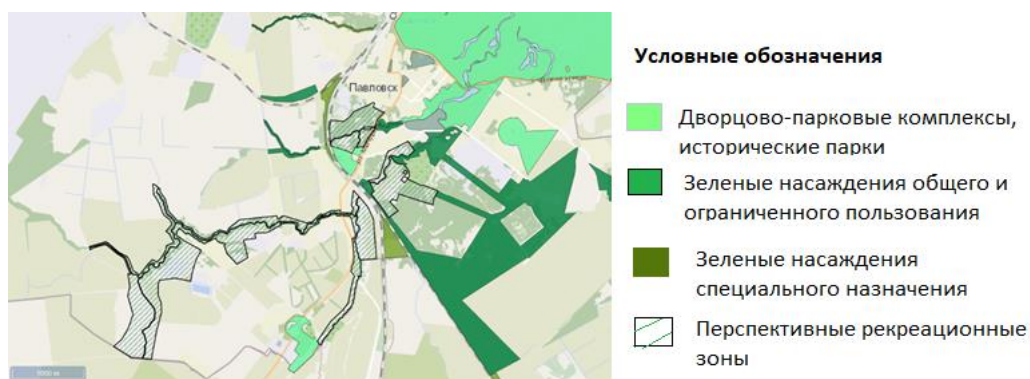 Павловск
Условные обозначения
Дворцово-парковые комплексы,
исторические парки
Зеленые насаждения общего и
ограниченного пользования
Зеленые насаждения
специального назначения
Перспективные рекреационные
зоны